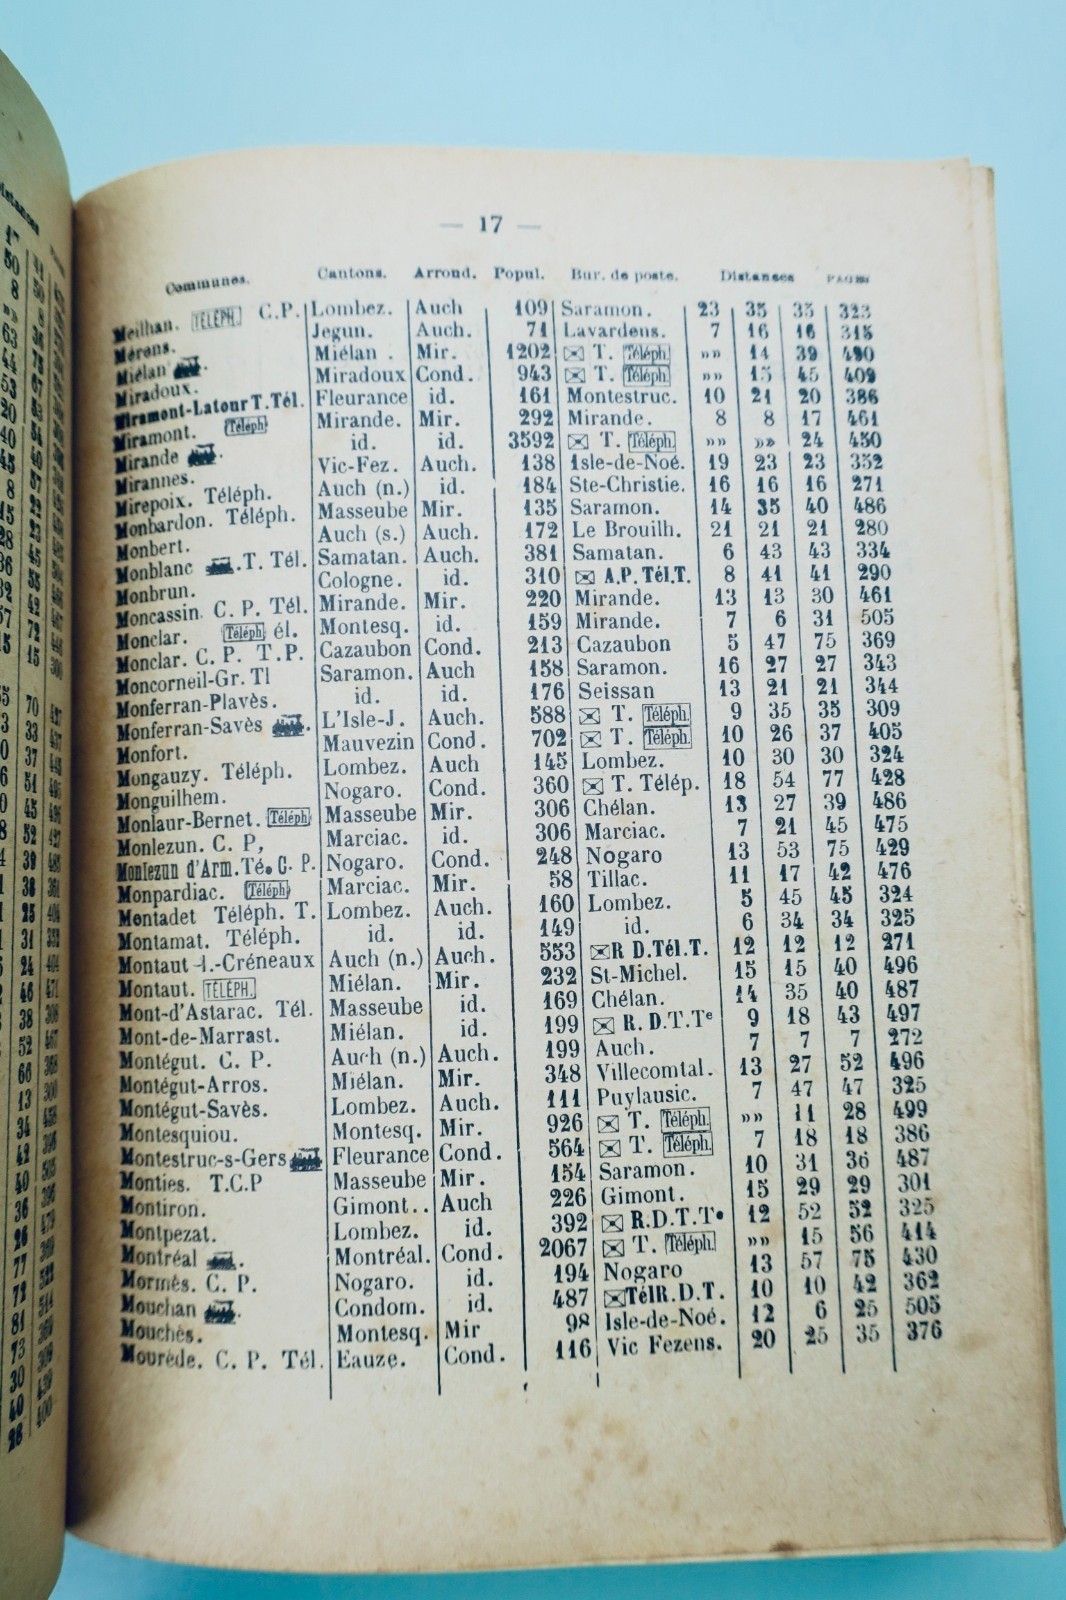 — 17 —
Communes. Cantons. Arrond. Popul. Bur. de poste. Distances PAGES
Meilhan. TÉLÉPH. C.P. Lombez. Auch 109 Saramon. 23 35 35 323
Mérens. Jegun. Auch. 71 Lavardens. 7 16 16 315
Miélan Miélan . Mir. 1202 T. Téléph. »» 14 39 490
Miradoux. Miradoux Cond. 943 T. Téléph. »» 15 45 409
Miramont-Latour T.Tél. Fleurance id. 161 Montestruc. 10 21 20 386
Miramont. Téléph Mirande. Mir. 292 Mirande. 8 8 17 461
Mirande id. id. 3592 T. Téléph. »» »» 24 450
Mirannes. Vic-Fez. Auch. 138 Isle-de-Noé. 19 23 23 352
Mirepoix. Téléph. Auch (n.) id. 184 Ste-Christie. 16 16 16 271
Monbardon. Téléph. Masseube Mir. 135 Saramon. 14 35 40 486
Monbert. Auch (s.) Auch. 172 Le Brouilh. 21 21 21 280
Monblanc .T. Tél. Samatan. Auch. 381 Samatan. 6 43 43 334
Monbrun. Cologne. id. 310 A.P. Tél.T. 8 41 41 290
Moncassin. C. P. Tél. Mirande. Mir. 220 Mirande. 13 13 30 461
Monclar. Téléph él. Montesq. id. 159 Mirande. 7 6 31 505
Monclar. C. P. T.P. Cazaubon Cond. 213 Cazaubon 5 47 75 369
Moncorneil-Gr. Tl Saramon. Auch 158 Saramon. 16 27 27 343
Monferran-Plavès. id. id. 176 Seissan 13 21 21 344
Monferran-Savès L'Isle-J. Auch. 588 T. Téléph. 9 35 35 309
Monfort. Mauvezin Cond. 702 T. Téléph. 10 26 37 405
Mongauzy. Téléph. Lombez. Auch 145 Lombez. 10 30 30 324
Monguilhem. Nogaro. Cond. 360 T. Télép. 18 54 77 428
Monlaur-Bernet. Téléph Masseube Mir. 306 Chélan. 13 27 39 486
Monlezun. C. P, Marciac. id. 306 Marciac. 7 21 45 475
Monlezun d'Arm. Té. C. P. Nogaro. Cond. 248 Nogaro 13 53 75 429
Monpardiac. Téléph Marciac. Mir. 58 Tillac. 11 17 42 476
Montadet Téléph. T. Lombez. Auch. 160 Lombez. 5 45 45 324
Montamat. Téléph. id. id. 149 id. 6 34 34 325
Montaut-l.-Créneaux Auch (n.) Auch. 553 R D.Tél.T. 12 12 12 271
Montaut. TÉLÉPH. Miélan. Mir. 232 St-Michel. 15 15 40 496
Mont-d'Astarac. Tél. Masseube id. 169 Chélan. 14 35 40 487
Mont-de-Marrast. Miélan. id. 199 R. D.T.Te 9 18 43 497
Montégut. C. P. Auch (n.) Auch. 199 Auch. 7 7 7 272
Montégut-Arros. Miélan. Mir. 348 Villecomtal. 13 27 52 496
Montégut-Savès. Lombez. Auch. 111 Puylausic. 7 47 47 325
Montesquiou. Montesq. Mir. 926 T. Téléph. »» 11 28 499
Montestruc-s-Gers Fleurance Cond. 564 T. Téléph. 7 18 18 386
Monties. T.C.P Masseube Mir. 154 Saramon. 10 31 36 487
Montiron. Gimont.. Auch 226 Gimont. 15 29 29 301
Montpezat. Lombez. id. 392 R.D.T.Te 12 52 52 325
Montréal . Montréal. Cond. 2067 T. Téléph. »» 15 56 414
Mormès. C. P. Nogaro. id. 194 Nogaro 13 57 75 430
Mouchan . Condom. id. 487 TélR.D.T. 10 10 42 362
Mouchès. Montesq. Mir 98 Isle-de-Noé. 12 6 25 505
Mourède. C. P. Tél. Eauze. Cond. 116 Vic Fezens. 20 25 35 376